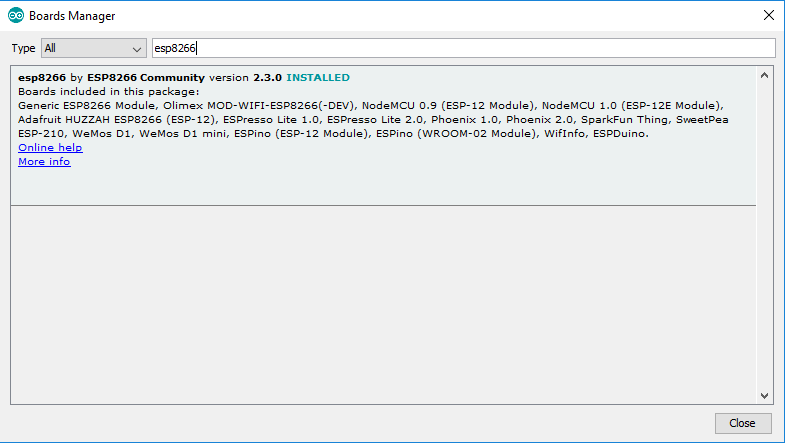 Boards Manager
Type All esp8266
esp8266 by ESP8266 Community version 2.3.0 INSTALLED
Boards included in this package:
Generic ESP8266 Module, Olimex MOD-WIFI-ESP8266(-DEV), NodeMCU 0.9 (ESP-12 Module), NodeMCU 1.0 (ESP-12E Module),
Adafruit HUZZAH ESP8266 (ESP-12), ESPresso Lite 1.0, ESPresso Lite 2.0, Phoenix 1.0, Phoenix 2.0, SparkFun Thing, SweetPea
ESP-210, WeMos D1, WeMos D1 mini, ESPino (ESP-12 Module), ESPino (WROOM-02 Module), WifInfo, ESPDuino.
Online help
More info
Close